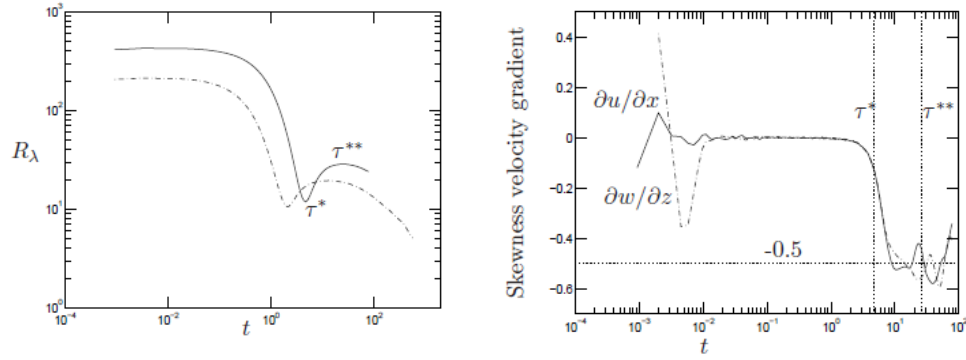 10³
10²
10¹
10⁰
R_λ
τ**
τ*
10⁻⁴
10⁻²
10⁰
10²
t
Skewness velocity gradient
0.4
0.2
0
-0.2
-0.4
-0.6
∂u/∂x
∂w/∂z
τ*
τ**
-0.5
10⁻⁴
10⁻³
10⁻²
10⁻¹
10⁰
10¹
10²
t